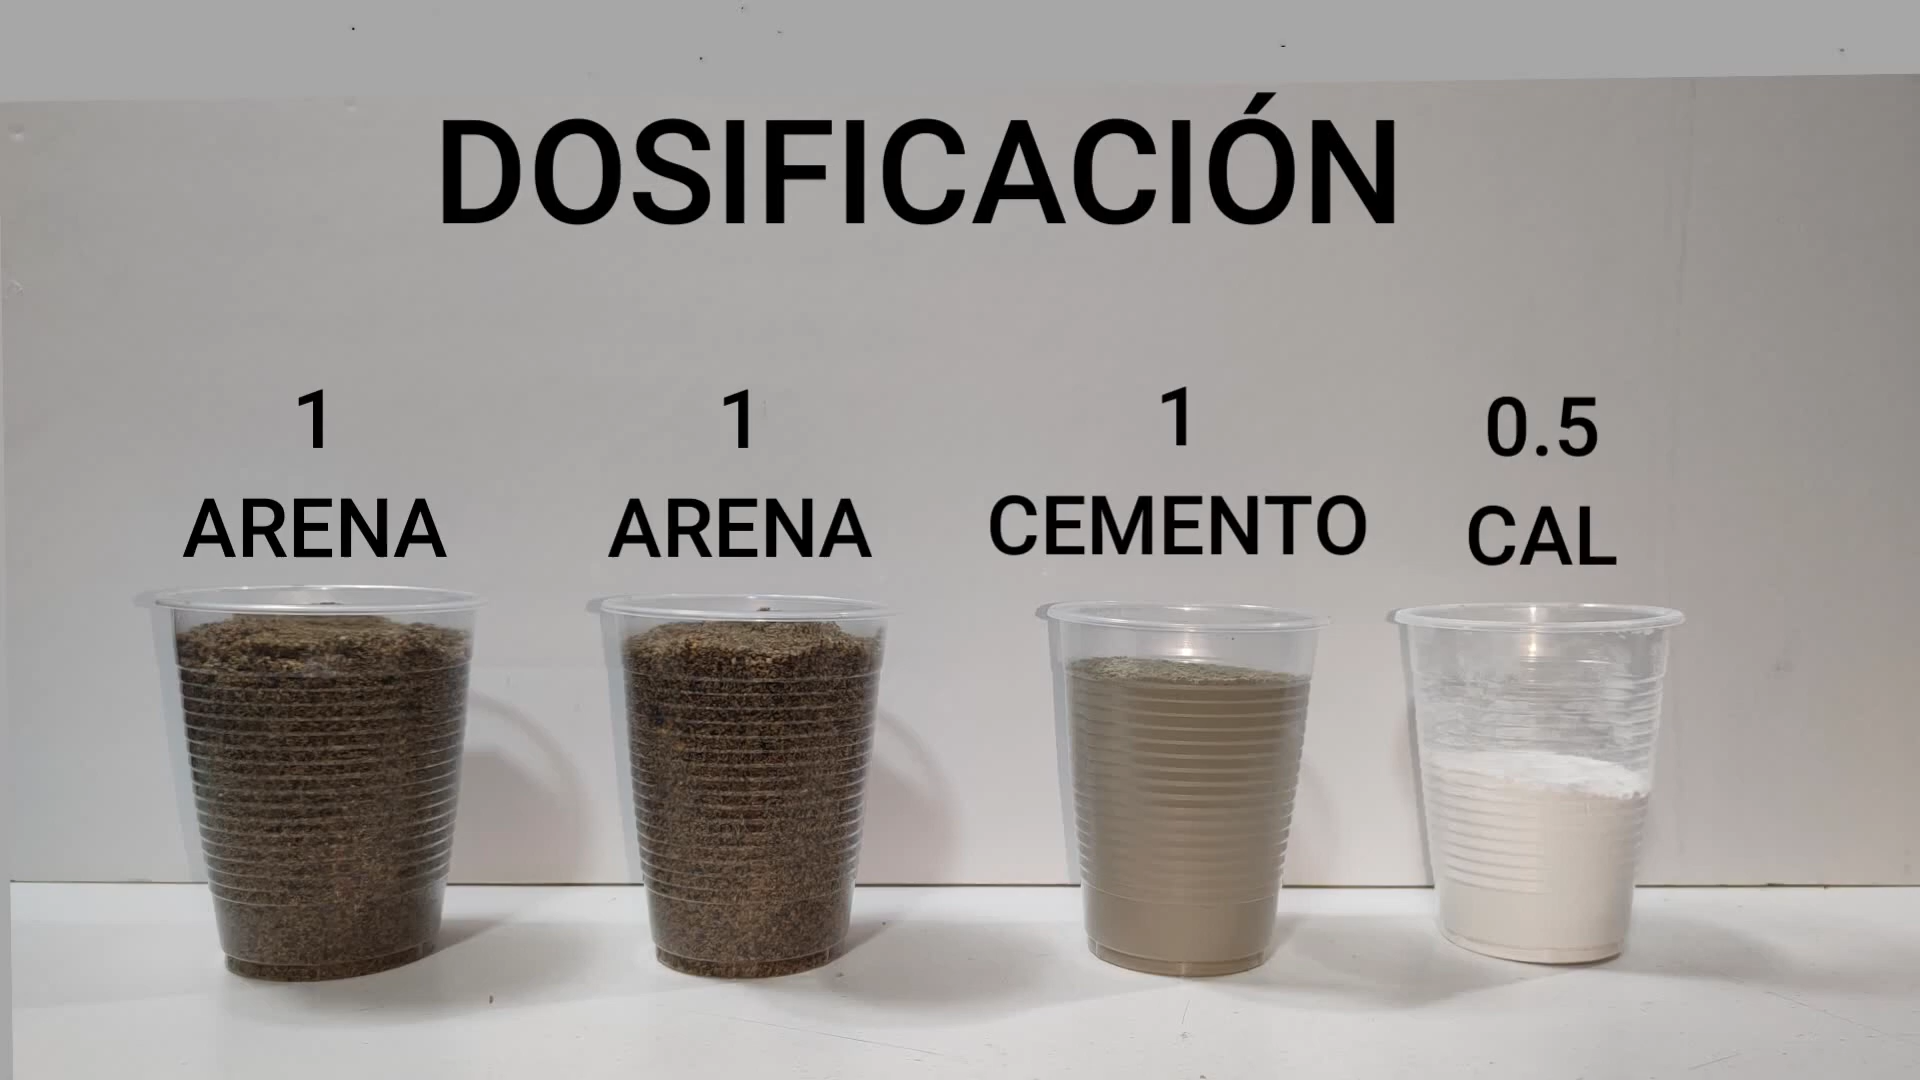 DOSIFICACIÓN
1
ARENA
1
ARENA
1
CEMENTO
0.5
CAL